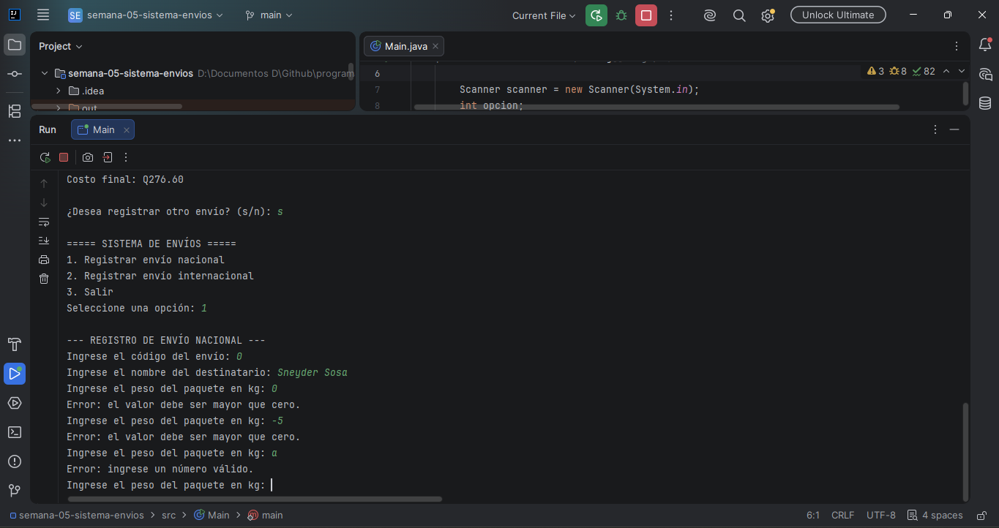 SE semana-05-sistema-envios main Current File Unlock Ultimate
Project
Main.java
semana-05-sistema-envios D:\Documentos D\Github\program
.idea
out
6
7 Scanner scanner = new Scanner(System.in);
8 int opcion;
3 8 82
Run Main
Costo final: Q276.60
¿Desea registrar otro envío? (s/n): s
===== SISTEMA DE ENVÍOS =====
1. Registrar envío nacional
2. Registrar envío internacional
3. Salir
Seleccione una opción: 1
--- REGISTRO DE ENVÍO NACIONAL ---
Ingrese el código del envío: 0
Ingrese el nombre del destinatario: Sneyder Sosa
Ingrese el peso del paquete en kg: 0
Error: el valor debe ser mayor que cero.
Ingrese el peso del paquete en kg: -5
Error: el valor debe ser mayor que cero.
Ingrese el peso del paquete en kg: a
Error: ingrese un número válido.
Ingrese el peso del paquete en kg:
semana-05-sistema-envios > src > Main > main 6:1 CRLF UTF-8 4 spaces